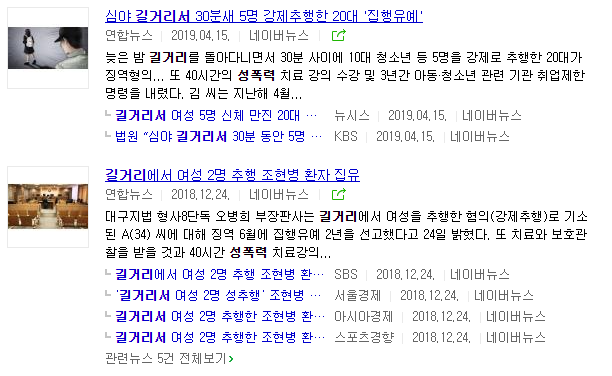 심야 길거리서 30분새 5명 강제추행한 20대 '집행유예'
연합뉴스 2019.04.15. 네이버뉴스
늦은 밤 길거리를 돌아다니면서 30분 사이에 10대 청소년 등 5명을 강제로 추행한 20대가
징역형의... 또 40시간의 성폭력 치료 강의 수강 및 3년간 아동·청소년 관련 기관 취업제한
명령을 내렸다. 김 씨는 지난해 4월...
길거리서 여성 5명 신체 만진 20대 … 뉴시스 2019.04.15. 네이버뉴스
법원 “심야 길거리서 30분 동안 5명 … KBS 2019.04.15. 네이버뉴스
길거리에서 여성 2명 추행 조현병 환자 집유
연합뉴스 2018.12.24. 네이버뉴스
대구지법 형사8단독 오병희 부장판사는 길거리에서 여성을 추행한 혐의(강제추행)로 기소
된 A(34) 씨에 대해 징역 6월에 집행유예 2년을 선고했다고 24일 밝혔다. 또 치료와 보호관
찰을 받을 것과 40시간 성폭력 치료강의...
길거리에서 여성 2명 추행 조현병 환… SBS 2018.12.24. 네이버뉴스
'길거리서 여성 2명 성추행' 조현병 … 서울경제 2018.12.24. 네이버뉴스
길거리서 여성 2명 추행한 조현병 환… 아시아경제 2018.12.24. 네이버뉴스
길거리서 여성 2명 추행한 조현병 환… 스포츠경향 2018.12.24. 네이버뉴스
관련뉴스 5건 전체보기>